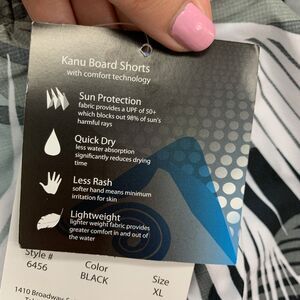 Kanu Board Shorts
with comfort technology
Sun Protection
fabric provides a UPF of 50+
which blocks out 98% of sun's
harmful rays
Quick Dry
less water absorption
significantly reduces drying
time
Less Rash
softer hand means minimum
irritation for skin
Lightweight
lighter weight fabric provides
greater comfort in and out of
the water
Style # Color Size
6456 BLACK XL
1410 Broadway